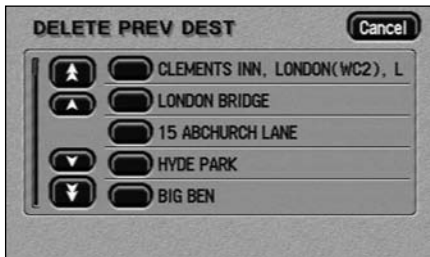 DELETE PREV DEST
Cancel
CLEMENTS INN, LONDON(WC2), L
LONDON BRIDGE
15 ABCHURCH LANE
HYDE PARK
BIG BEN